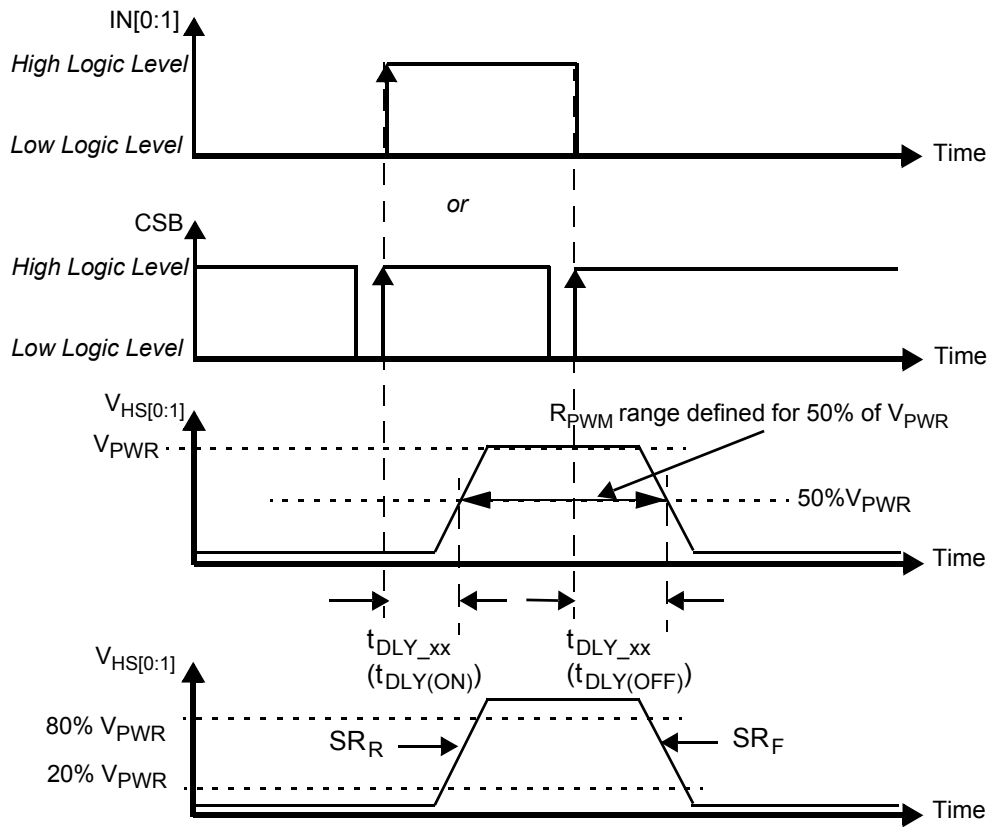 IN[0:1]
High Logic Level
Low Logic Level
Time
or
CSB
High Logic Level
Low Logic Level
Time
VHS[0:1]
RPWM range defined for 50% of VPWR
VPWR
50%VPWR
Time
tDLY_xx
(tDLY(ON))
tDLY_xx
(tDLY(OFF))
VHS[0:1]
80% VPWR
SRR
SRF
20% VPWR
Time